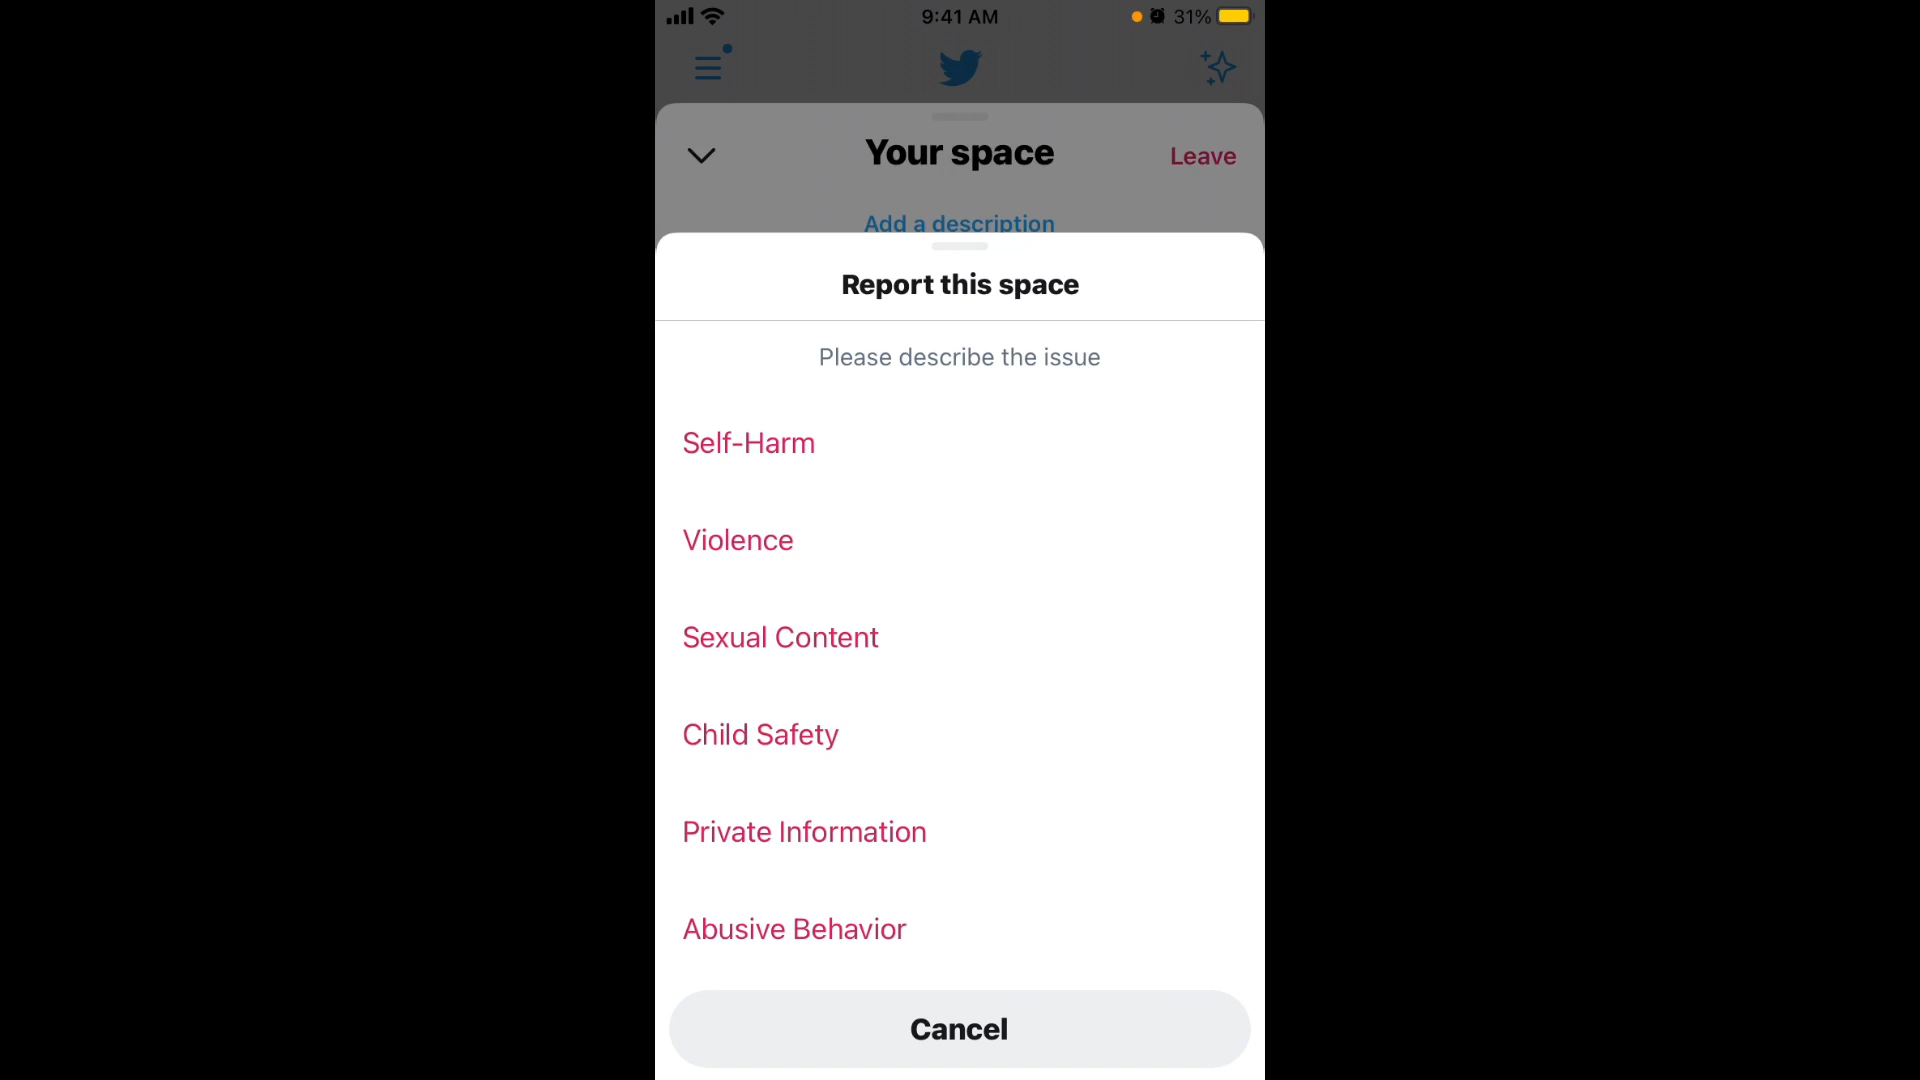 9:41 AM
31%
Your space
Leave
Add a description
Report this space
Please describe the issue
Self-Harm
Violence
Sexual Content
Child Safety
Private Information
Abusive Behavior
Cancel